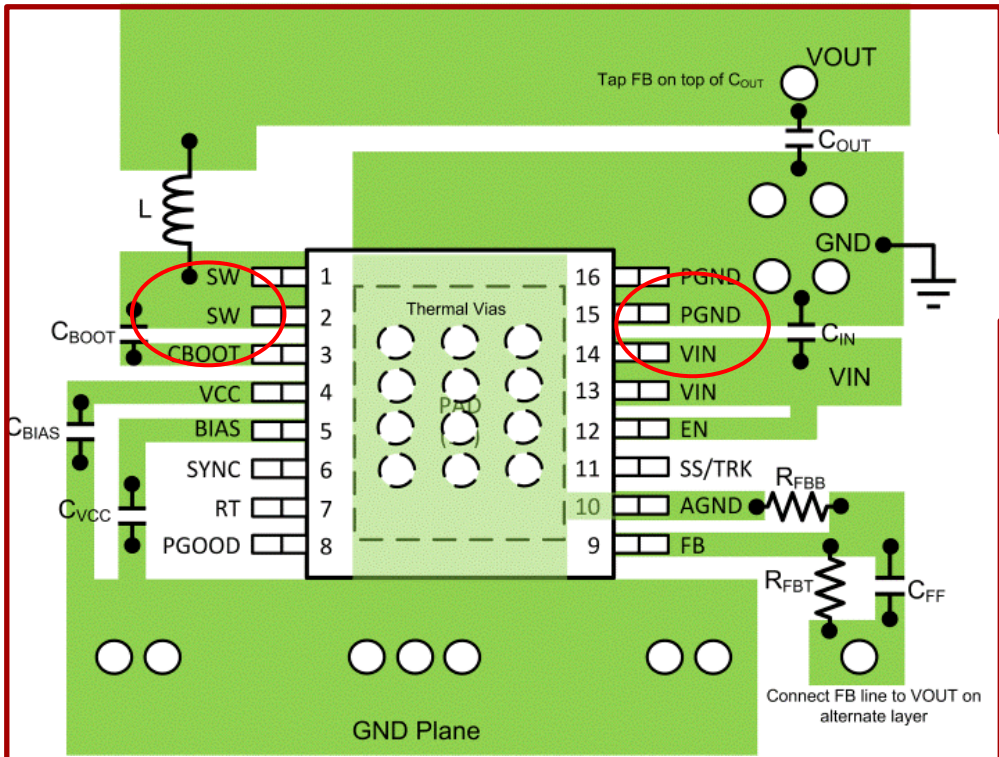 VOUT
Tap FB on top of COUT
COUT
L
GND
SW 1
16 PGND
SW 2
Thermal Vias
15 PGND
CBOOT
CIN
CBOOT 3
14 VIN
VIN
VCC 4
13 VIN
CBIAS
PAD
BIAS 5
12 EN
SYNC 6
11 SS/TRK
RFBB
CVCC
RT 7
10 AGND
PGOOD 8
9 FB
RFBT
CFF
Connect FB line to VOUT on
alternate layer
GND Plane